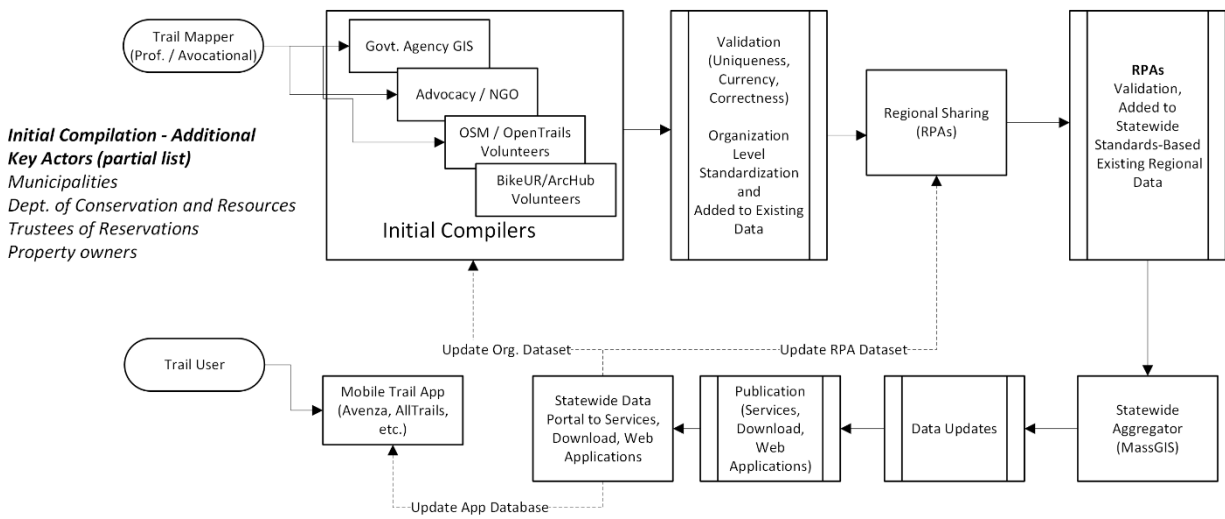 Trail Mapper
(Prof. / Avocational)
Initial Compilation - Additional
Key Actors (partial list)
Municipalities
Dept. of Conservation and Resources
Trustees of Reservations
Property owners
Govt. Agency GIS
Advocacy / NGO
OSM / OpenTrails
Volunteers
BikeUR/ArcHub
Volunteers
Initial Compilers
Validation
(Uniqueness,
Currency,
Correctness)
Organization
Level
Standardization
and
Added to Existing
Data
Regional Sharing
(RPAs)
RPAs
Validation,
Added to
Statewide
Standards-Based
Existing Regional
Data
Update Org. Dataset
Update RPA Dataset
Trail User
Mobile Trail App
(Avenza, AllTrails,
etc.)
Statewide Data
Portal to Services,
Download, Web
Applications
Publication
(Services,
Download,
Web
Applications)
Data Updates
Statewide
Aggregator
(MassGIS)
Update App Database